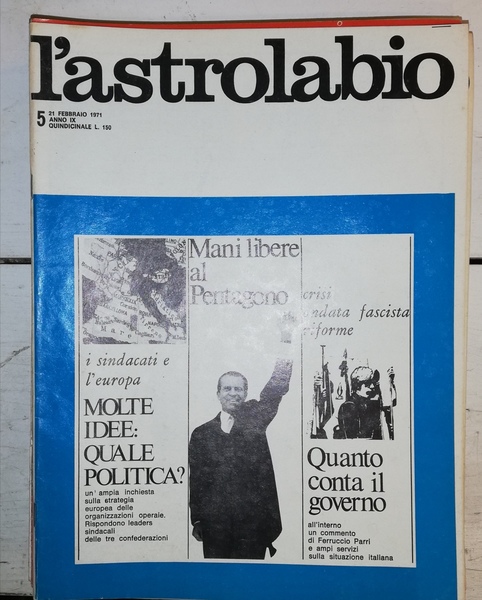 l'astrolabio
5
21 FEBBRAIO 1971
ANNO IX
QUINDICINALE L. 150
i sindacati e
l'europa
MOLTE
IDEE:
QUALE
POLITICA?
un'ampia inchiesta
sulla strategia
europea delle
organizzazioni operaie.
Rispondono leaders
sindacali
delle tre confederazioni
Mani libere
al
Pentagono
crisi
ondata fascista
riforme
Quanto
conta il
governo
all'interno
un commento
di Ferruccio Parri
e ampi servizi
sulla situazione italiana